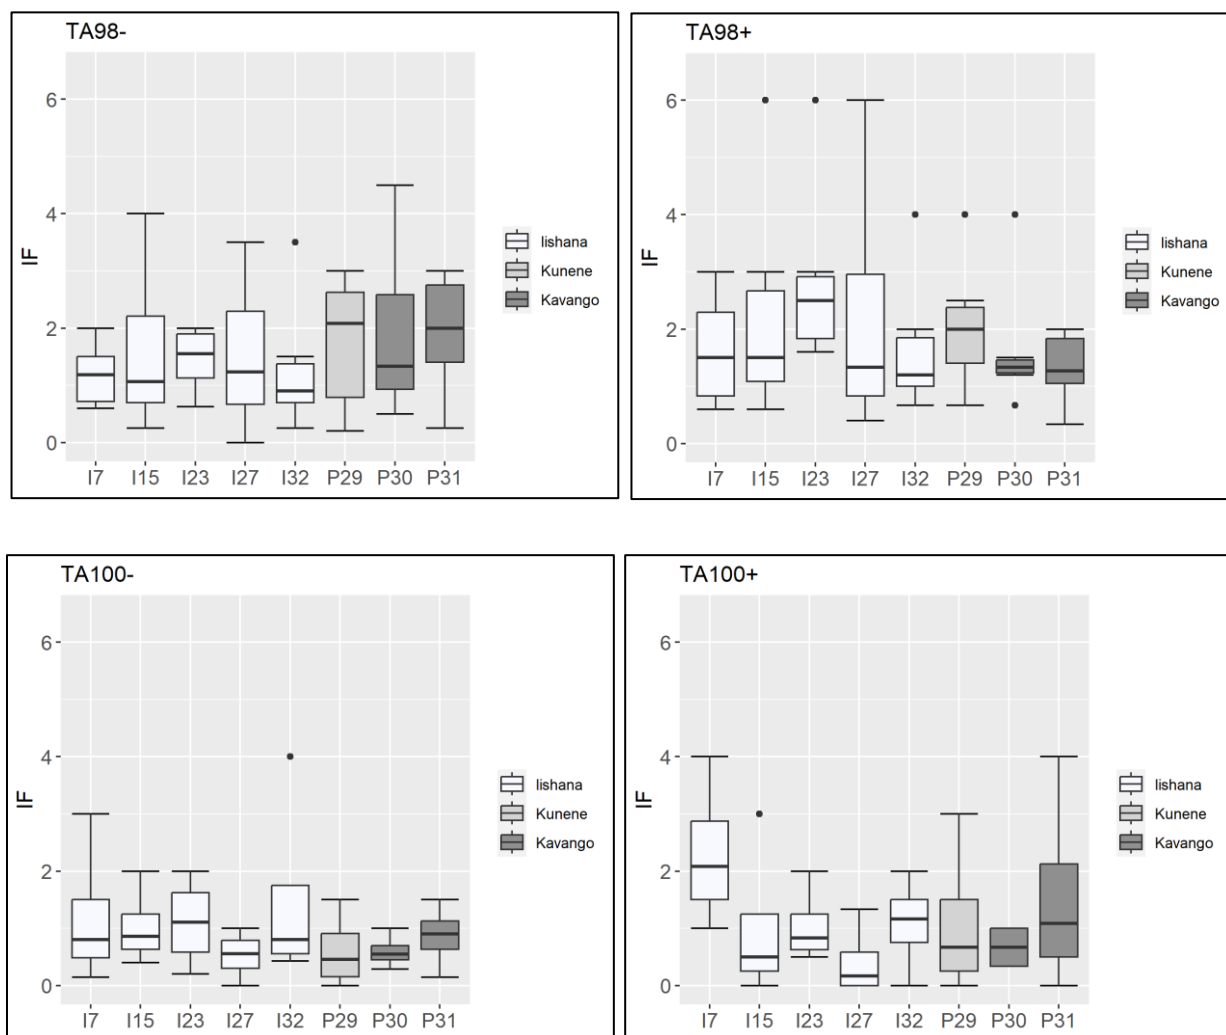 TA98-
6
4
2
0
IF
I7 I15 I23 I27 I32 P29 P30 P31
Iishana
Kunene
Kavango
TA98+
6
4
2
0
IF
I7 I15 I23 I27 I32 P29 P30 P31
Iishana
Kunene
Kavango
TA100-
6
4
2
0
IF
I7 I15 I23 I27 I32 P29 P30 P31
Iishana
Kunene
Kavango
TA100+
6
4
2
0
IF
I7 I15 I23 I27 I32 P29 P30 P31
Iishana
Kunene
Kavango